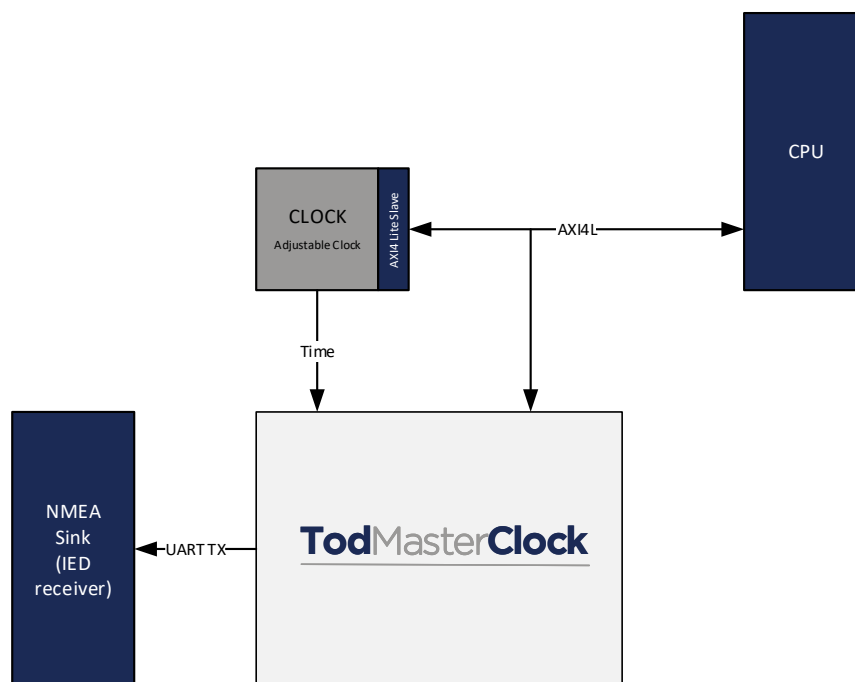 CPU
CLOCK
Adjustable Clock
AXI4 Lite Slave
AXI4L
Time
NMEA
Sink
(IED
receiver)
UART TX
TodMasterClock